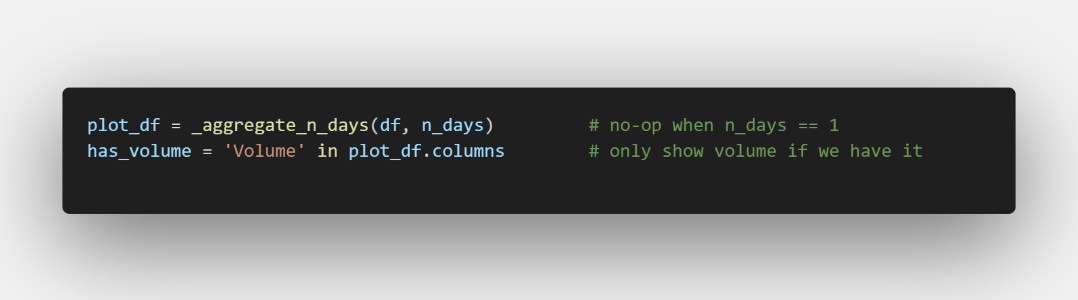 plot_df = _aggregate_n_days(df, n_days)        # no-op when n_days == 1
has_volume = 'Volume' in plot_df.columns       # only show volume if we have it